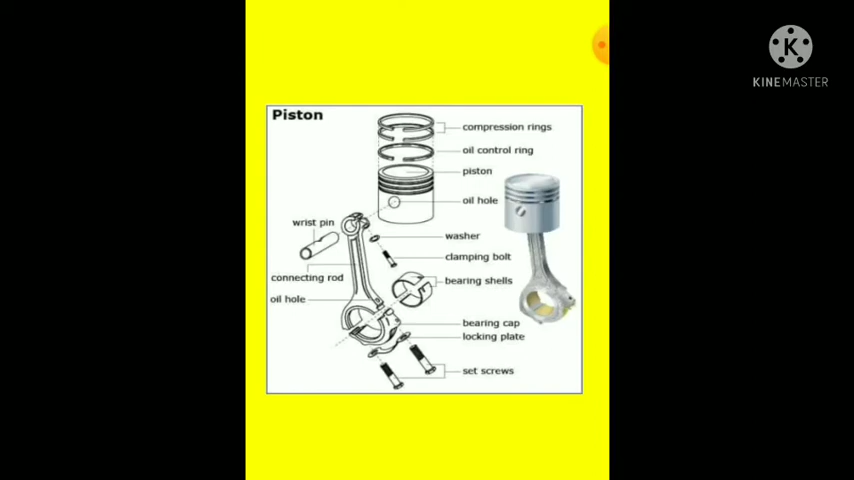 KINEMASTER
Piston
compression rings
oil control ring
piston
oil hole
wrist pin
washer
clamping bolt
connecting rod
bearing shells
oil hole
bearing cap
locking plate
set screws